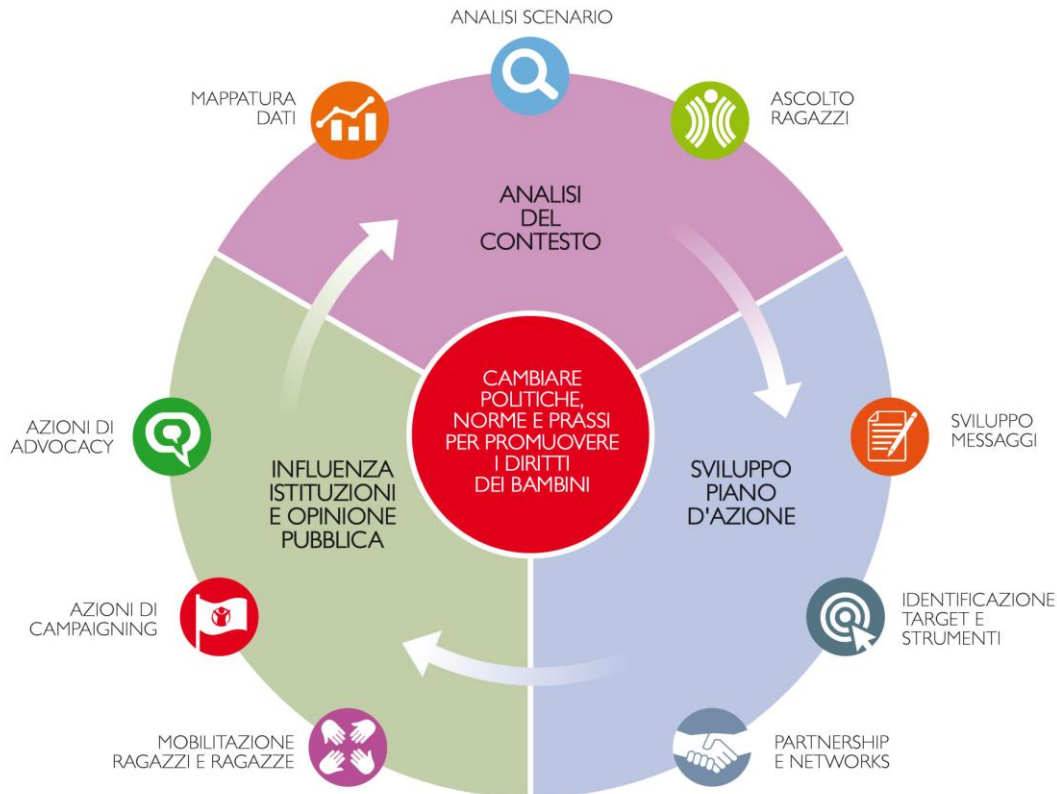 ANALISI SCENARIO
MAPPATURA
DATI
ASCOLTO
RAGAZZI
ANALISI
DEL
CONTESTO
CAMBIARE
POLITICHE,
NORME E PRASSI
PER PROMUOVERE
I DIRITTI
DEI BAMBINI
SVILUPPO
MESSAGGI
SVILUPPO
PIANO
D'AZIONE
IDENTIFICAZIONE
TARGET E
STRUMENTI
PARTNERSHIP
E NETWORKS
MOBILITAZIONE
RAGAZZI E RAGAZZE
AZIONI DI
CAMPAIGNING
AZIONI DI
ADVOCACY
INFLUENZA
ISTITUZIONI
E OPINIONE
PUBBLICA